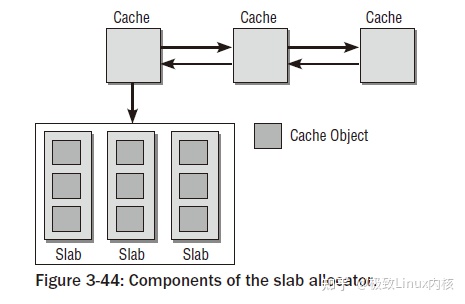 Cache Cache Cache
Cache Object
Slab Slab Slab
Figure 3-44: Components of the slab allocator.
知乎 @极致Linux内核